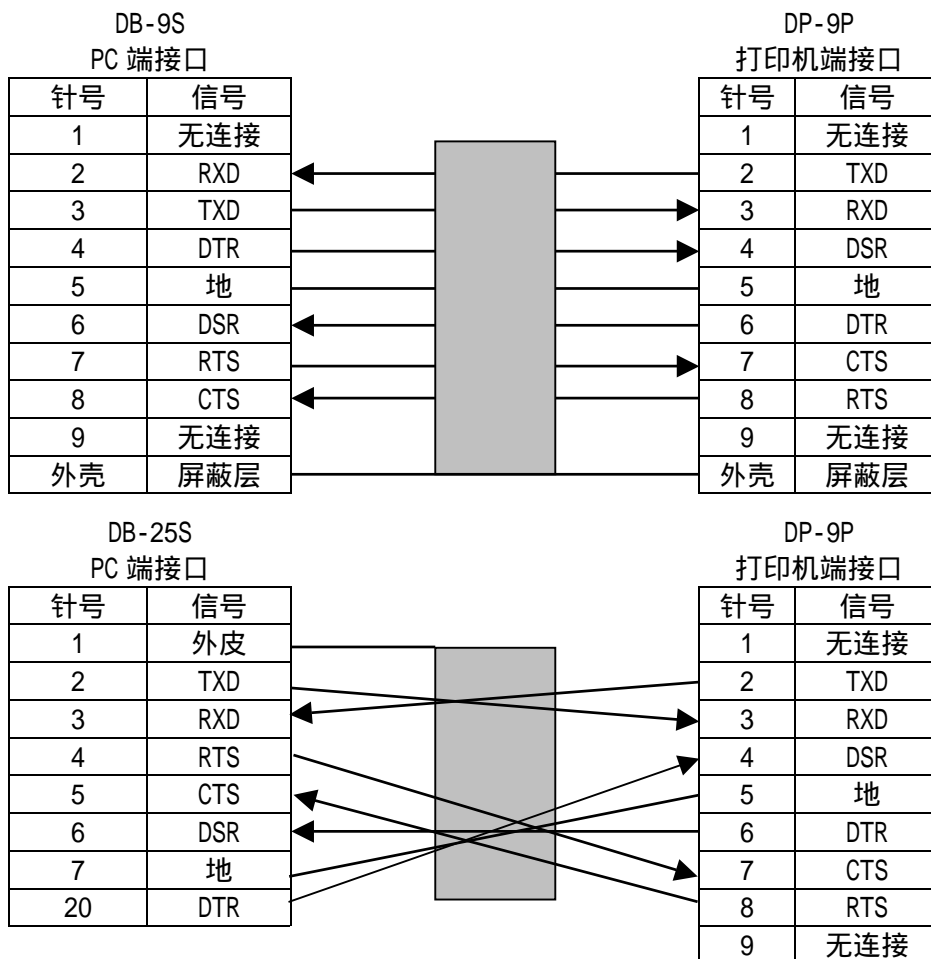 DB-9S DP-9P
PC 端接口 打印机端接口
针号 信号 针号 信号
1 无连接 1 无连接
2 RXD 2 TXD
3 TXD 3 RXD
4 DTR 4 DSR
5 地 5 地
6 DSR 6 DTR
7 RTS 7 CTS
8 CTS 8 RTS
9 无连接 9 无连接
外壳 屏蔽层 外壳 屏蔽层
DB-25S DP-9P
PC 端接口 打印机端接口
针号 信号 针号 信号
1 外皮 1 无连接
2 TXD 2 TXD
3 RXD 3 RXD
4 RTS 4 DSR
5 CTS 5 地
6 DSR 6 DTR
7 地 7 CTS
20 DTR 8 RTS
9 无连接